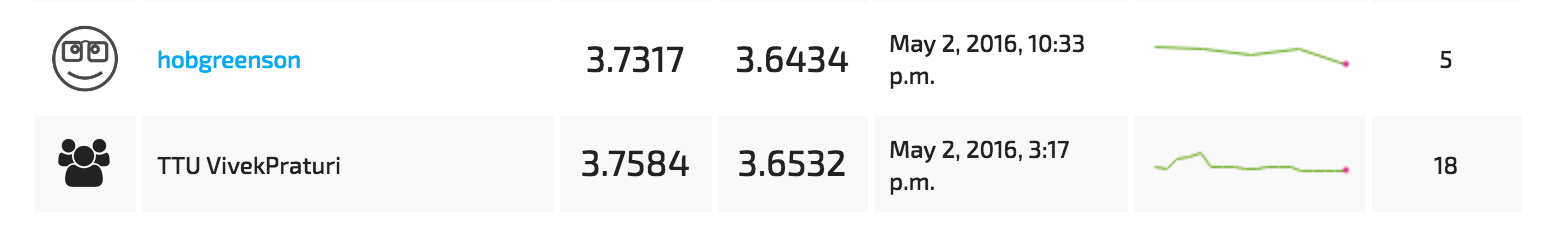 hobgreenson 3.7317 3.6434 May 2, 2016, 10:33 5
p.m.
TTU VivekPraturi 3.7584 3.6532 May 2, 2016, 3:17 18
p.m.